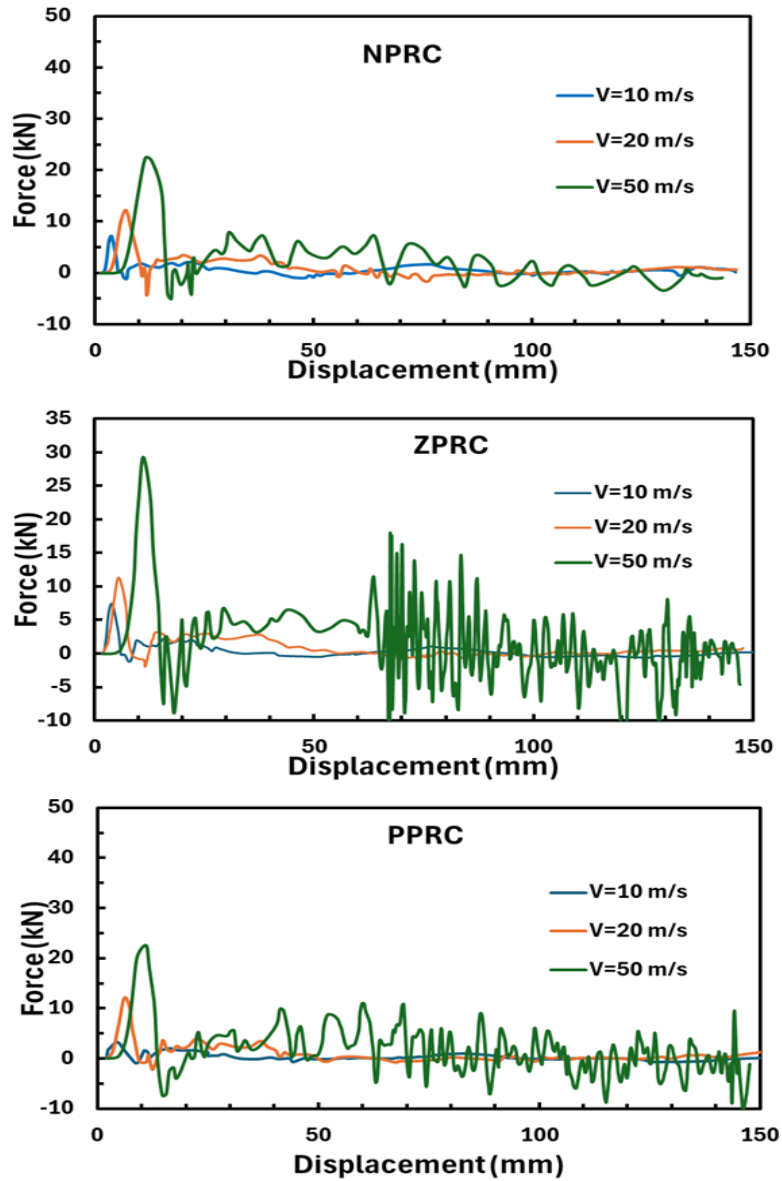 50
NPRC
40
V=10 m/s
30
V=20 m/s
20
V=50 m/s
10
0
-10
Force (kN)
0 50 100 150
Displacement (mm)
35
ZPRC
30
25
V=10 m/s
20
V=20 m/s
15
V=50 m/s
10
5
0
-5
-10
Force (kN)
0 50 100 150
Displacement (mm)
50
PPRC
40
V=10 m/s
30
V=20 m/s
20
V=50 m/s
10
0
-10
Force (kN)
0 50 100 150
Displacement (mm)